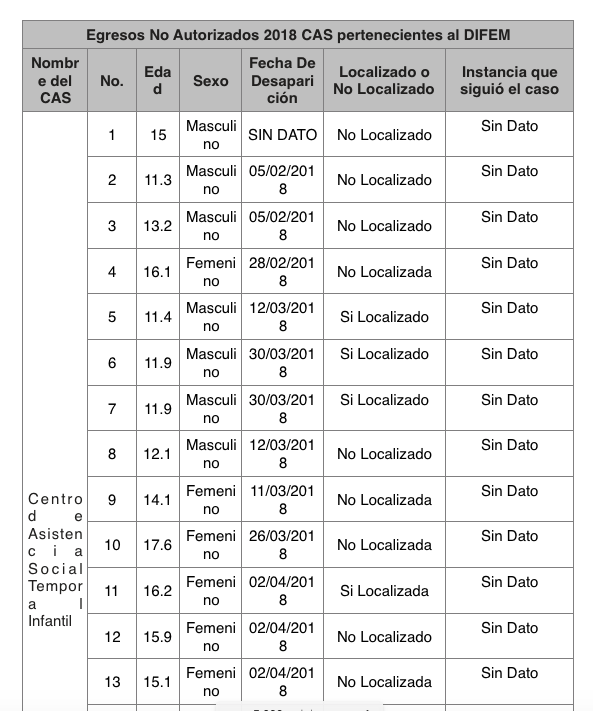 Egresos No Autorizados 2018 CAS pertenecientes al DIFEM
Nombre del CAS No. Edad Sexo Fecha De Desaparición Localizado o No Localizado Instancia que siguió el caso
Centro de Asistencia Social Temporal Infantil
1 15 Masculino SIN DATO No Localizado Sin Dato
2 11.3 Masculino 05/02/2018 No Localizado Sin Dato
3 13.2 Masculino 05/02/2018 No Localizado Sin Dato
4 16.1 Femenino 28/02/2018 No Localizada Sin Dato
5 11.4 Masculino 12/03/2018 Si Localizado Sin Dato
6 11.9 Masculino 30/03/2018 Si Localizado Sin Dato
7 11.9 Masculino 30/03/2018 Si Localizado Sin Dato
8 12.1 Masculino 12/03/2018 No Localizado Sin Dato
9 14.1 Femenino 11/03/2018 No Localizada Sin Dato
10 17.6 Femenino 26/03/2018 No Localizada Sin Dato
11 16.2 Femenino 02/04/2018 Si Localizada Sin Dato
12 15.9 Femenino 02/04/2018 No Localizado Sin Dato
13 15.1 Femenino 02/04/2018 No Localizada Sin Dato